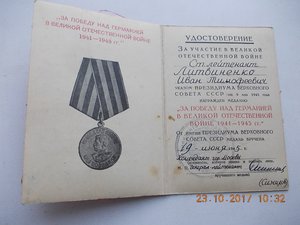 „ЗА ПОБЕДУ НАД ГЕРМАНИЕЙ
В ВЕЛИКОЙ ОТЕЧЕСТВЕННОЙ ВОЙНЕ
1941—1945 гг."
УДОСТОВЕРЕНИЕ
ЗА УЧАСТИЕ В ВЕЛИКОЙ
ОТЕЧЕСТВЕННОЙ ВОЙНЕ
Ст. лейтенант
Литвиненко
Иван Тимофеевич
УКАЗОМ ПРЕЗИДИУМА ВЕРХОВНОГО
СОВЕТА СССР от 9 мая 1945 года
НАГРАЖДЕН МЕДАЛЬЮ
„ЗА ПОБЕДУ НАД ГЕРМАНИЕЙ
В ВЕЛИКОЙ ОТЕЧЕСТВЕННОЙ
ВОЙНЕ 1941—1945 гг."
ОТ ИМЕНИ ПРЕЗИДИУМА ВЕРХОВНОГО
СОВЕТА СССР МЕДАЛЬ ВРУЧЕНА
19 июня
Комендант гор. Москвы
23.10.2017 10:32